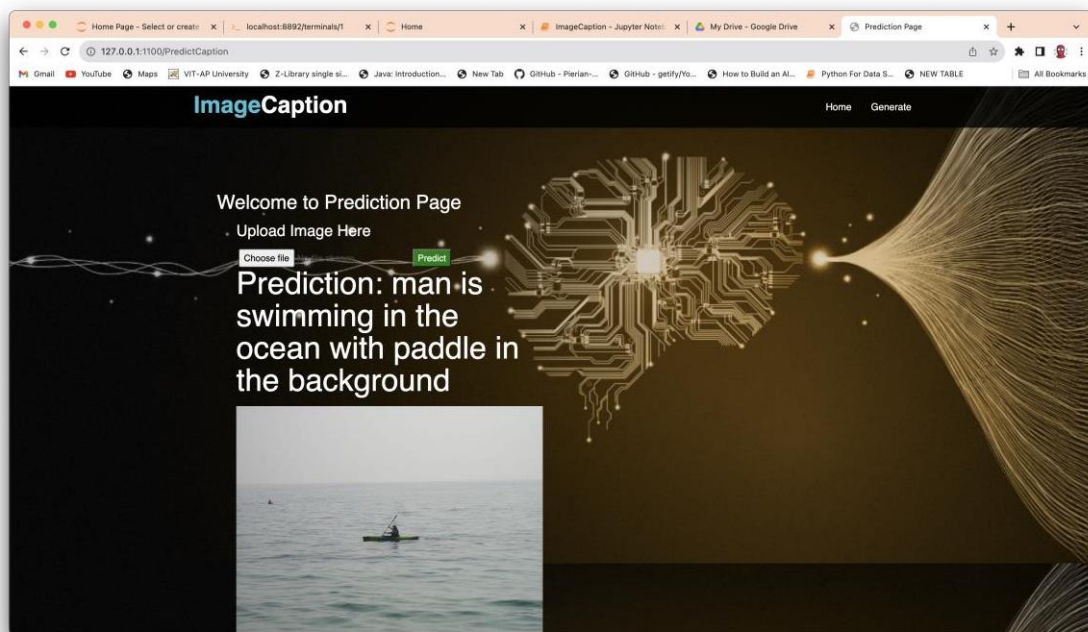 Home Page - Select or create
localhost:8892/terminals/1
Home
ImageCaption - Jupyter Note
My Drive - Google Drive
Prediction Page
127.0.0.1:1100/PredictCaption
Gmail
YouTube
Maps
VIT-AP University
Z-Library single si...
Java: Introduction...
New Tab
GitHub - Pierian-...
GitHub - getify/Yo...
How to Build an AI...
Python For Data S...
NEW TABLE
All Bookmarks
ImageCaption
Home
Generate
Welcome to Prediction Page
Upload Image Here
Choose file
Predict
Prediction: man is
swimming in the
ocean with paddle in
the background